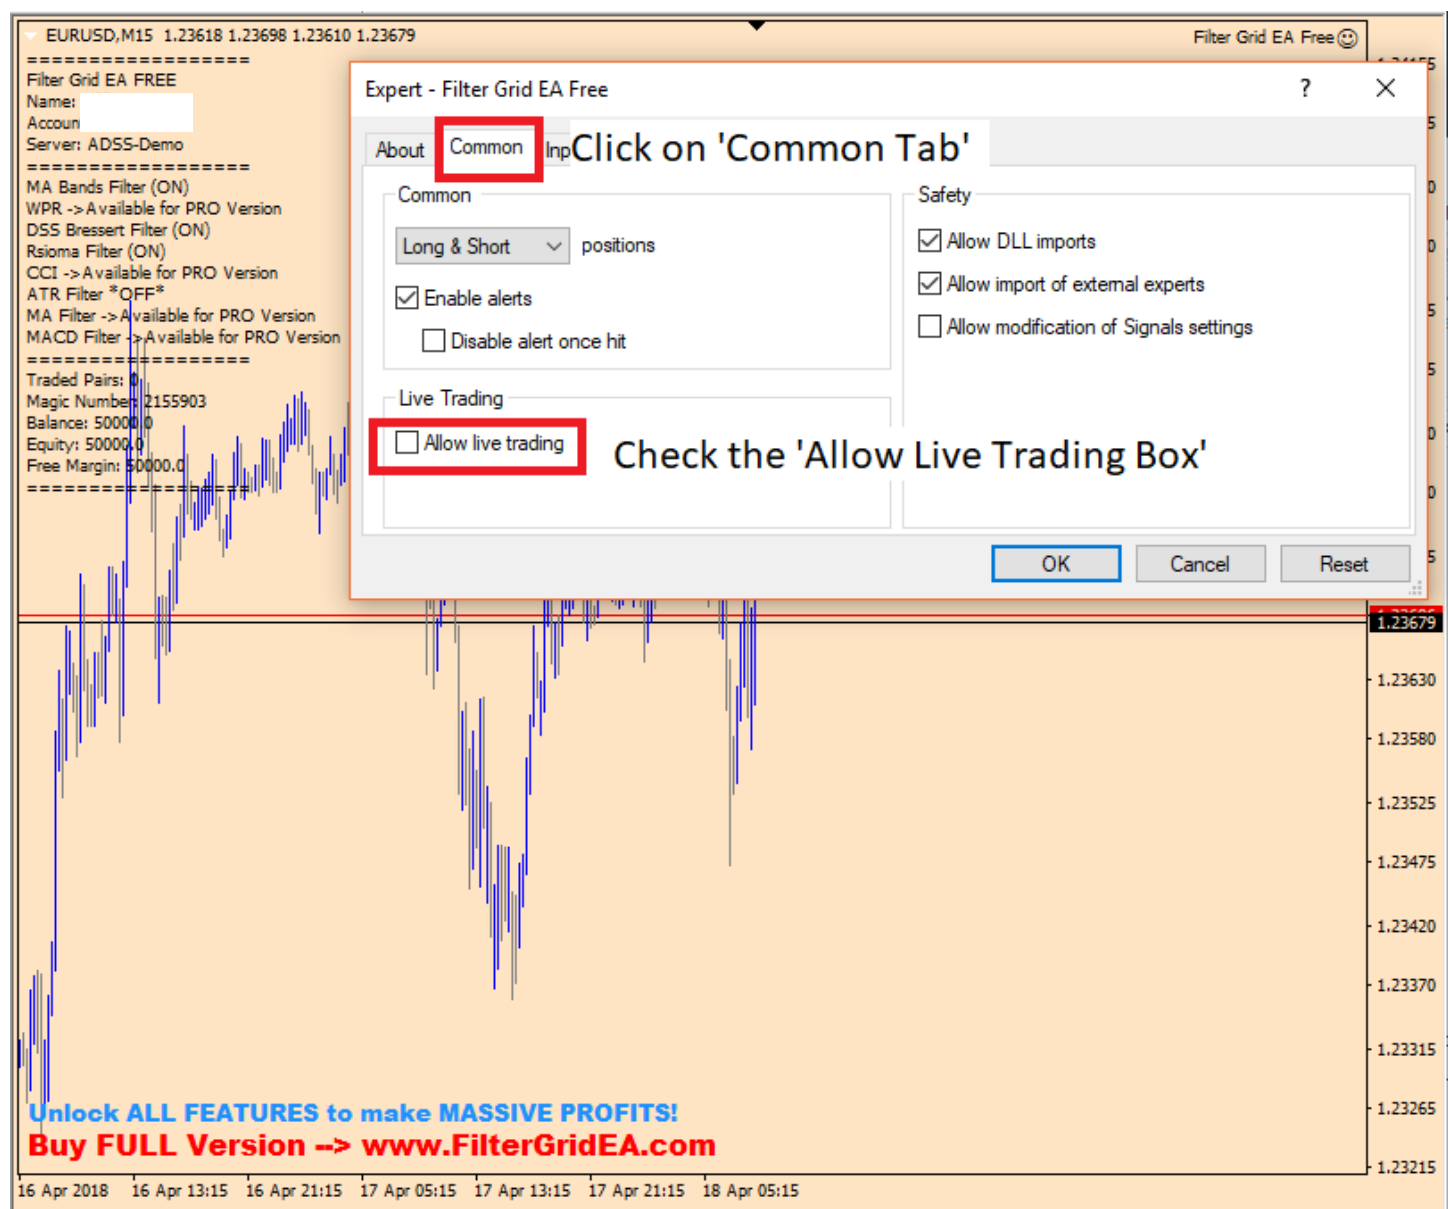 EURUSD,M15 1.23618 1.23698 1.23610 1.23679
Filter Grid EA Free☺
==================
Filter Grid EA FREE
Name:
Accoun
Server: ADSS-Demo
==================
MA Bands Filter (ON)
WPR ->Available for PRO Version
DSS Bressert Filter (ON)
Rsioma Filter (ON)
CCI ->Available for PRO Version
ATR Filter *OFF*
MA Filter ->Available for PRO Version
MACD Filter ->Available for PRO Version
==================
Traded Pairs: 0
Magic Number: 2155903
Balance: 50000.0
Equity: 50000.0
Free Margin: 50000.0
==================
Expert - Filter Grid EA Free
? ×
About Common Inp
Click on 'Common Tab'
Common
Long & Short positions
Enable alerts
Disable alert once hit
Safety
Allow DLL imports
Allow import of external experts
Allow modification of Signals settings
Live Trading
Allow live trading
Check the 'Allow Live Trading Box'
OK Cancel Reset
1.23679
1.23630
1.23580
1.23525
1.23475
1.23420
1.23370
1.23315
1.23265
1.23215
Unlock ALL FEATURES to make MASSIVE PROFITS!
Buy FULL Version --> www.FilterGridEA.com
16 Apr 2018 16 Apr 13:15 16 Apr 21:15 17 Apr 05:15 17 Apr 13:15 17 Apr 21:15 18 Apr 05:15